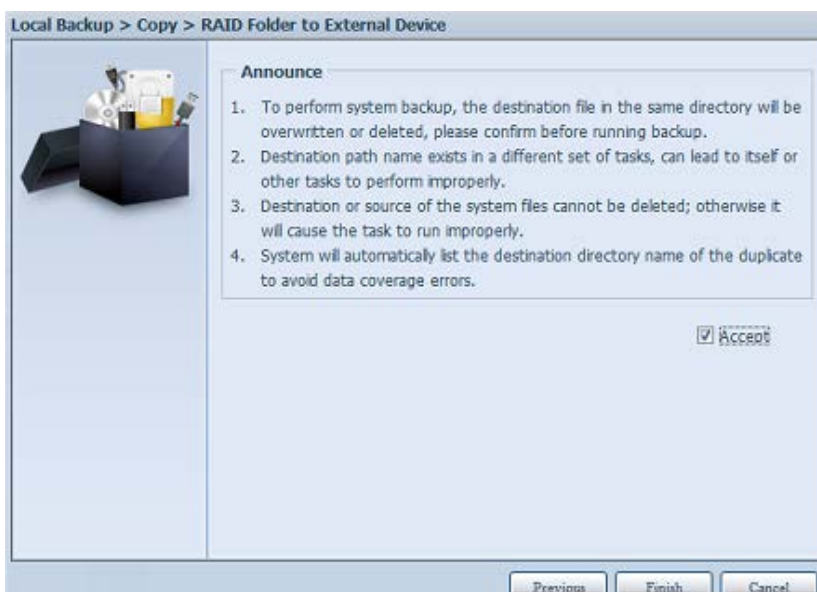 Local Backup > Copy > RAID Folder to External Device
Announce
1. To perform system backup, the destination file in the same directory will be
overwritten or deleted, please confirm before running backup.
2. Destination path name exists in a different set of tasks, can lead to itself or
other tasks to perform improperly.
3. Destination or source of the system files cannot be deleted; otherwise it
will cause the task to run improperly.
4. System will automatically list the destination directory name of the duplicate
to avoid data coverage errors.
Accept
Previous Finish Cancel